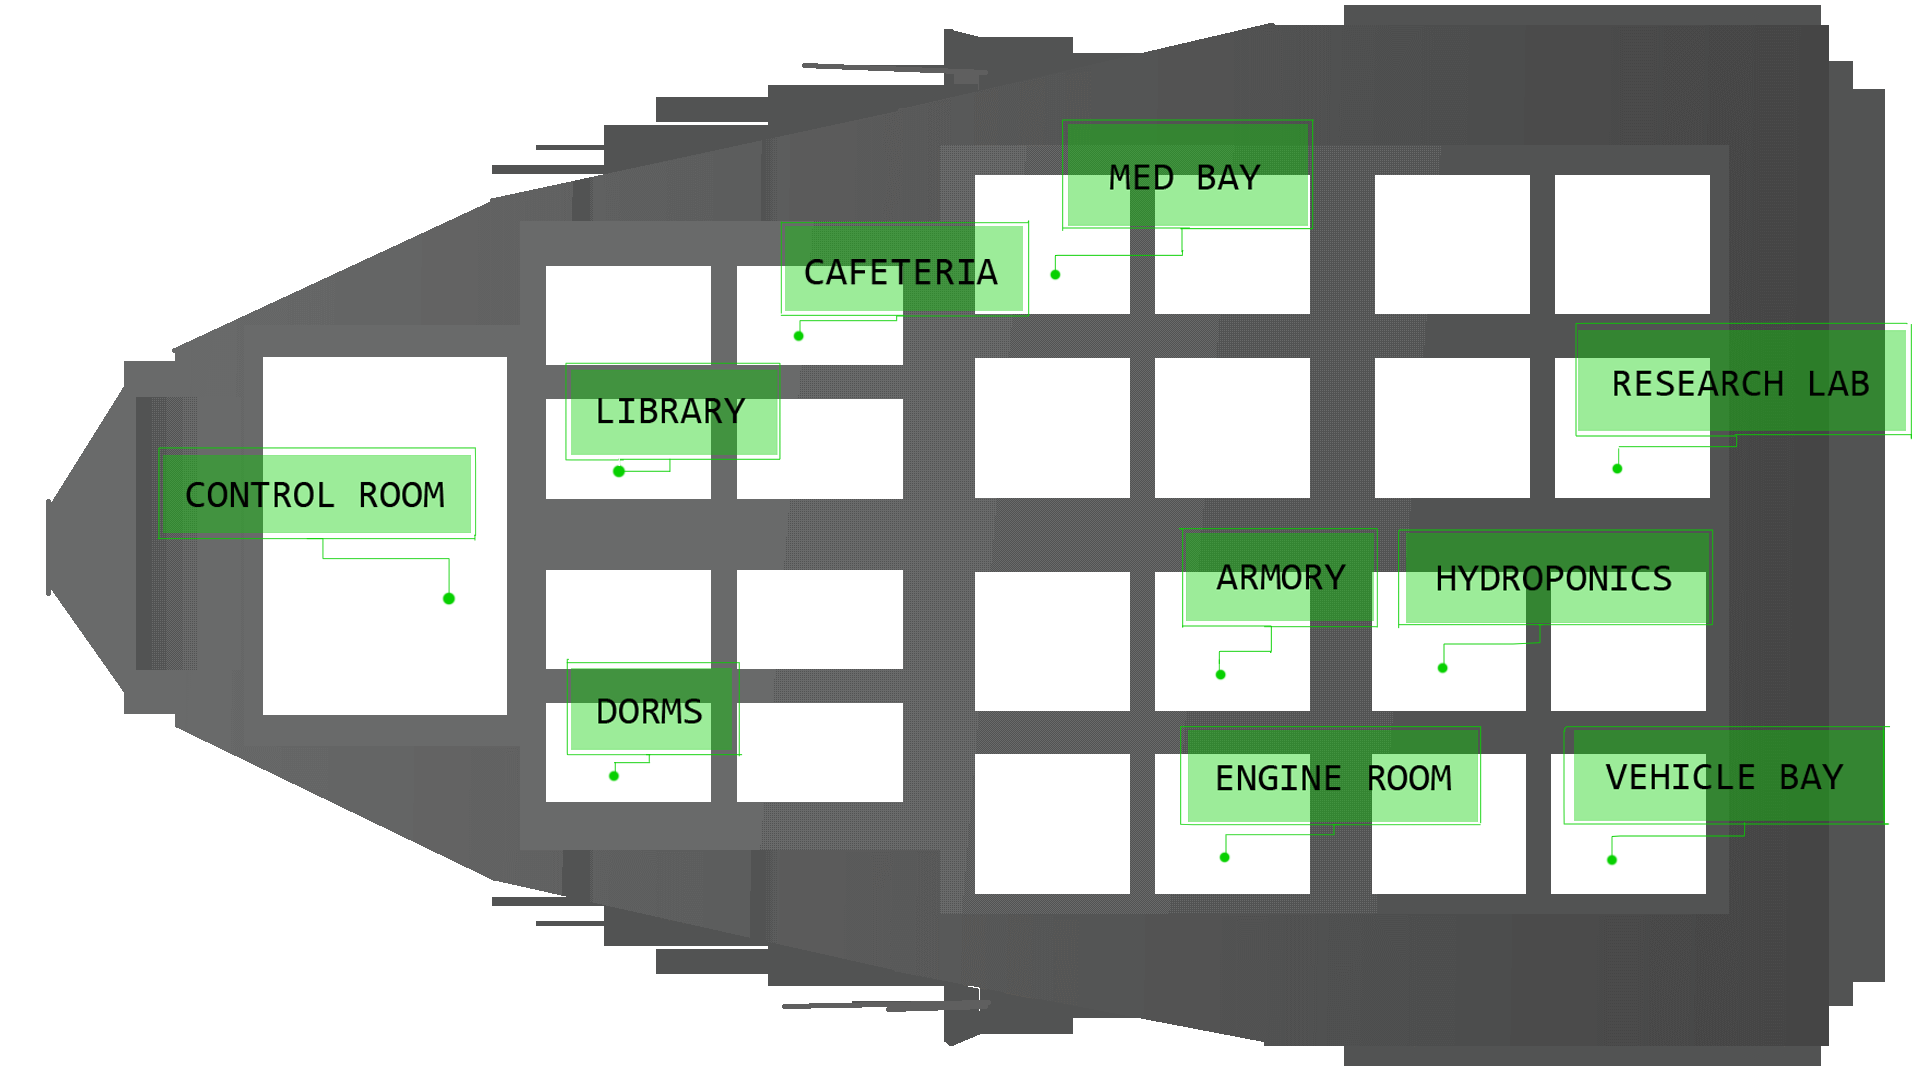 MED BAY
CAFETERIA
RESEARCH LAB
LIBRARY
CONTROL ROOM
ARMORY
HYDROPONICS
DORMS
ENGINE ROOM
VEHICLE BAY